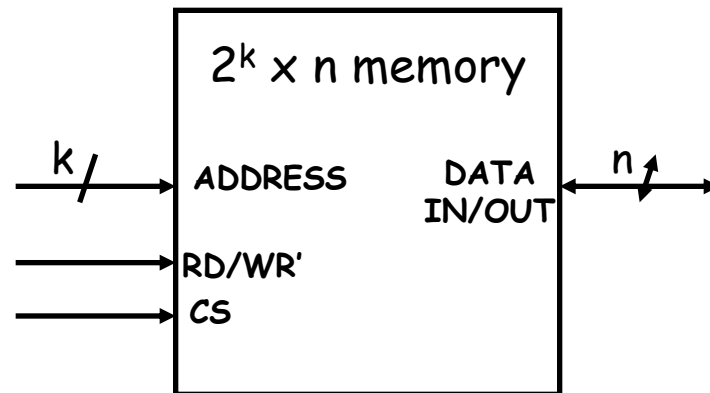 2ᵏ x n memory
k
ADDRESS
DATA
IN/OUT
n
RD/WR'
CS